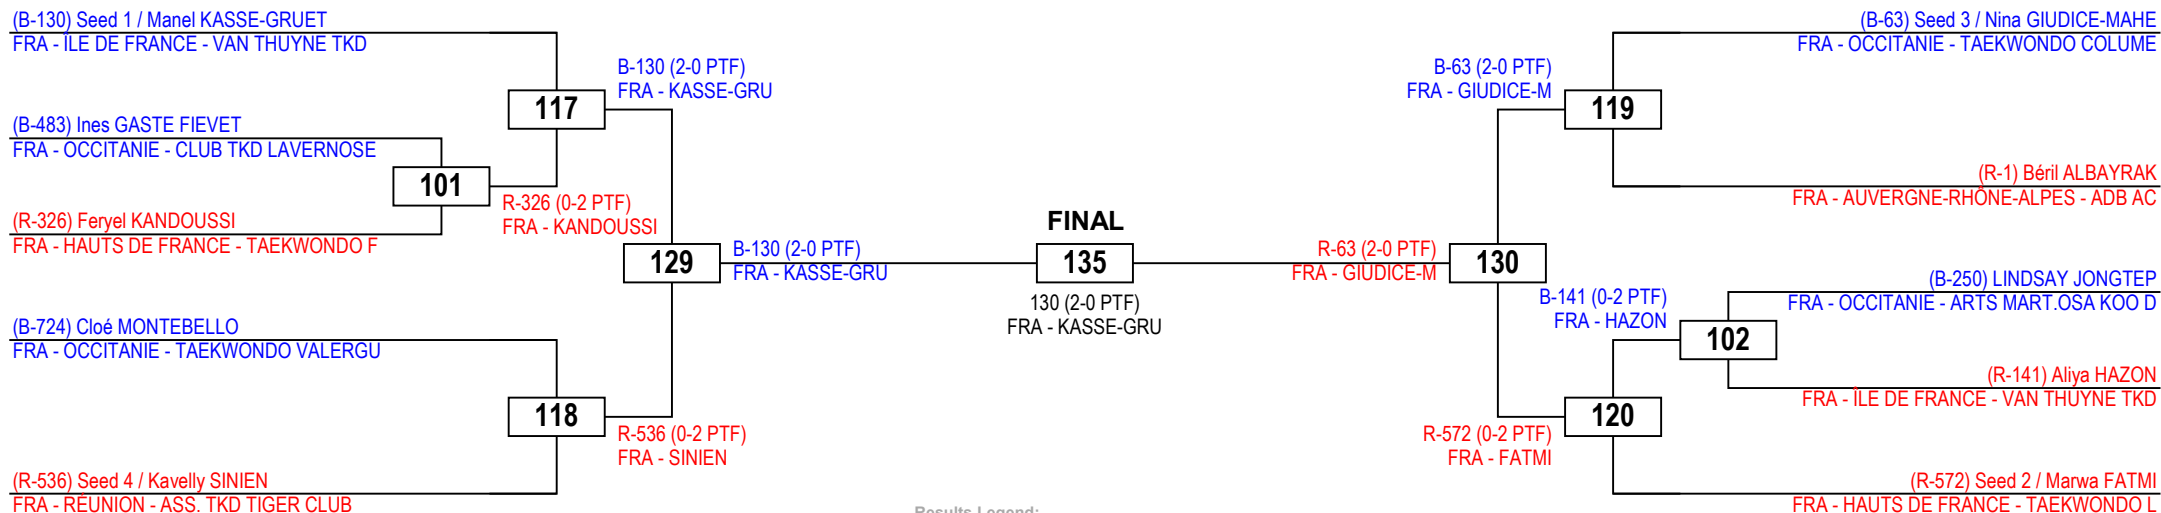 (B-130) Seed 1 / Manel KASSE-GRUET
FRA - ÎLE DE FRANCE - VAN THUYNE TKD
(B-483) Ines GASTE FIEVET
FRA - OCCITANIE - CLUB TKD LAVERNOSE
(R-326) Feryel KANDOUSSI
FRA - HAUTS DE FRANCE - TAEKWONDO F
(B-724) Cloé MONTEBELLO
FRA - OCCITANIE - TAEKWONDO VALERGU
(R-536) Seed 4 / Kavelly SINIEN
FRA - RÉUNION - ASS. TKD TIGER CLUB
101
R-326 (0-2 PTF)
FRA - KANDOUSSI
117
B-130 (2-0 PTF)
FRA - KASSE-GRU
118
R-536 (0-2 PTF)
FRA - SINIEN
129
B-130 (2-0 PTF)
FRA - KASSE-GRU
FINAL
135
130 (2-0 PTF)
FRA - KASSE-GRU
R-63 (2-0 PTF)
FRA - GIUDICE-M
130
B-63 (2-0 PTF)
FRA - GIUDICE-M
119
R-572 (0-2 PTF)
FRA - FATMI
120
B-141 (0-2 PTF)
FRA - HAZON
102
(B-63) Seed 3 / Nina GIUDICE-MAHE
FRA - OCCITANIE - TAEKWONDO COLUME
(R-1) Béril ALBAYRAK
FRA - AUVERGNE-RHÔNE-ALPES - ADB AC
(B-250) LINDSAY JONGTEP
FRA - OCCITANIE - ARTS MART.OSA KOO D
(R-141) Aliya HAZON
FRA - ÎLE DE FRANCE - VAN THUYNE TKD
(R-572) Seed 2 / Marwa FATMI
FRA - HAUTS DE FRANCE - TAEKWONDO L
Results Legend: